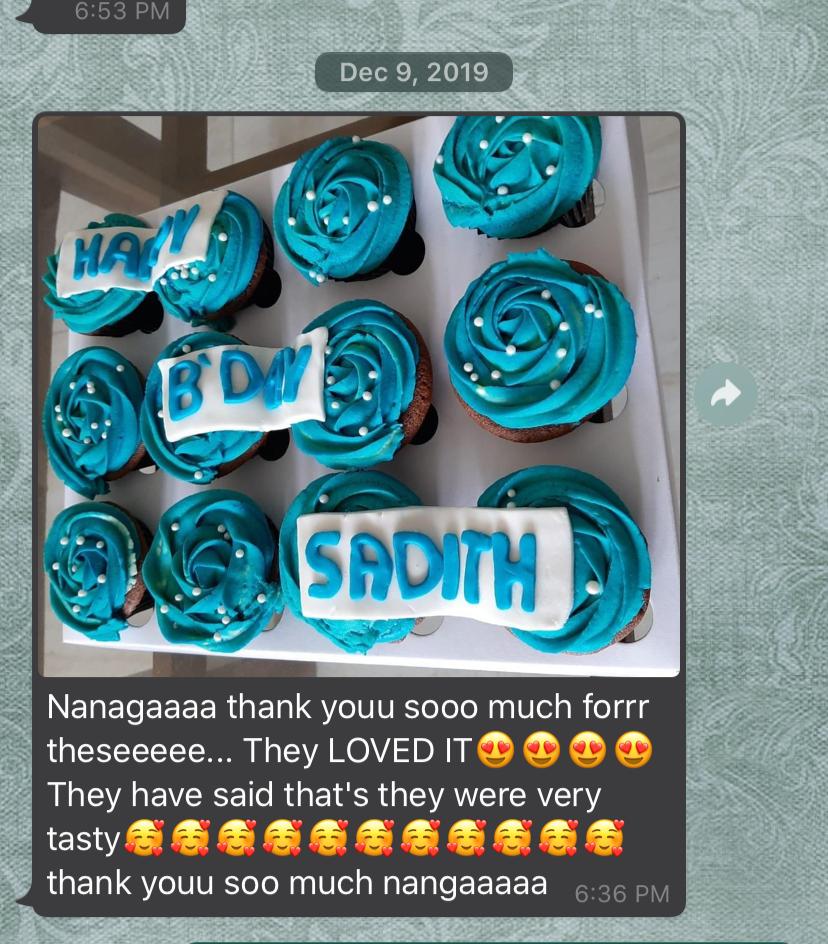 6:53 PM
Dec 9, 2019
HAPPY
B'DAY
SADITH
Nanagaaaa thank youu sooo much forrr
theseeeee... They LOVED IT😍😍😍😍
They have said that's they were very
tasty🥰🥰🥰🥰🥰🥰🥰🥰🥰🥰🥰
thank youu soo much nangaaaaa
6:36 PM